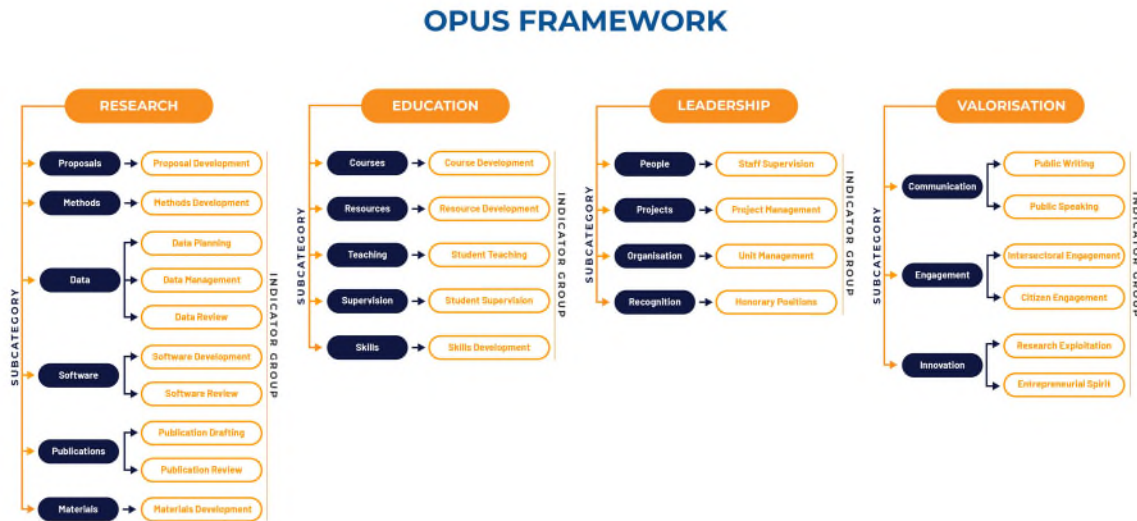 OPUS FRAMEWORK
RESEARCH
SUBCATEGORY
Proposals
Proposal Development
Methods
Methods Development
Data
Data Planning
Data Management
Data Review
Software
Software Development
Software Review
Publications
Publication Drafting
Publication Review
Materials
Materials Development
INDICATOR GROUP
EDUCATION
SUBCATEGORY
Courses
Course Development
Resources
Resource Development
Teaching
Student Teaching
Supervision
Student Supervision
Skills
Skills Development
INDICATOR GROUP
LEADERSHIP
SUBCATEGORY
People
Staff Supervision
Projects
Project Management
Organisation
Unit Management
Recognition
Honorary Positions
INDICATOR GROUP
VALORISATION
SUBCATEGORY
Communication
Public Writing
Public Speaking
Engagement
Intersectoral Engagement
Citizen Engagement
Innovation
Research Exploitation
Entrepreneurial Spirit
INDICATOR GROUP